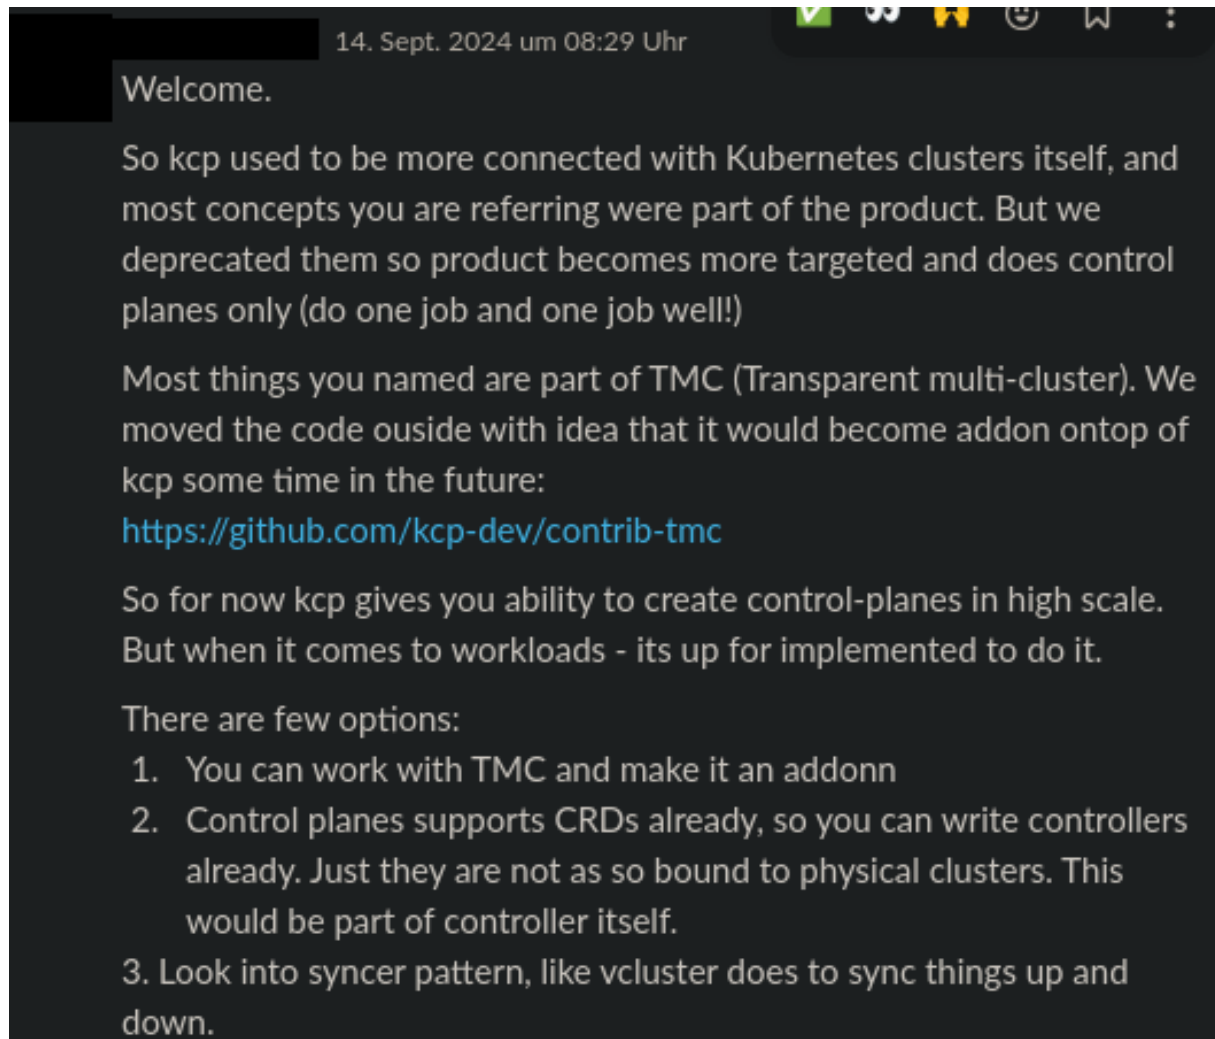 14. Sept. 2024 um 08:29 Uhr
Welcome.
So kcp used to be more connected with Kubernetes clusters itself, and
most concepts you are referring were part of the product. But we
deprecated them so product becomes more targeted and does control
planes only (do one job and one job well!)
Most things you named are part of TMC (Transparent multi-cluster). We
moved the code ouside with idea that it would become addon ontop of
kcp some time in the future:
https://github.com/kcp-dev/contrib-tmc
So for now kcp gives you ability to create control-planes in high scale.
But when it comes to workloads - its up for implemented to do it.
There are few options:
1. You can work with TMC and make it an addonn
2. Control planes supports CRDs already, so you can write controllers
already. Just they are not as so bound to physical clusters. This
would be part of controller itself.
3. Look into syncer pattern, like vcluster does to sync things up and
down.